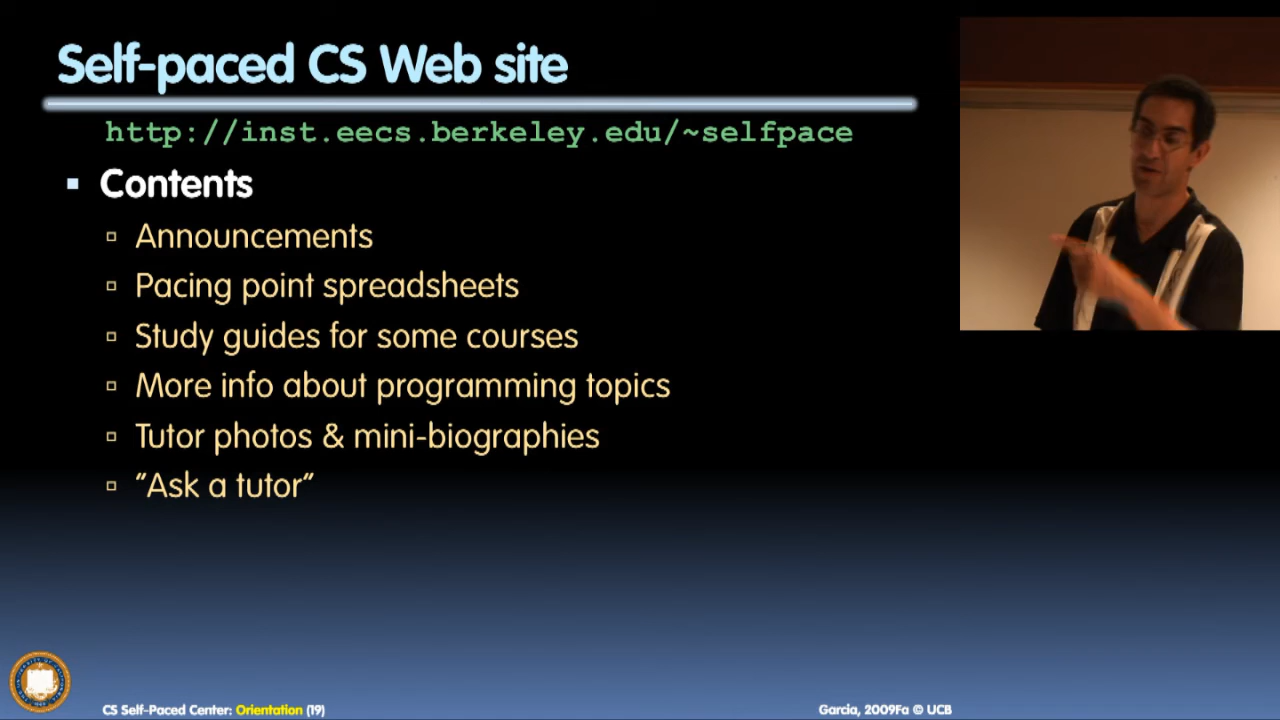 Self-paced CS Web site
http://inst.eecs.berkeley.edu/~selfpace
Contents
Announcements
Pacing point spreadsheets
Study guides for some courses
More info about programming topics
Tutor photos & mini-biographies
"Ask a tutor"
CS Self-Paced Center: Orientation (19)
Garcia, 2009Fa © UCB